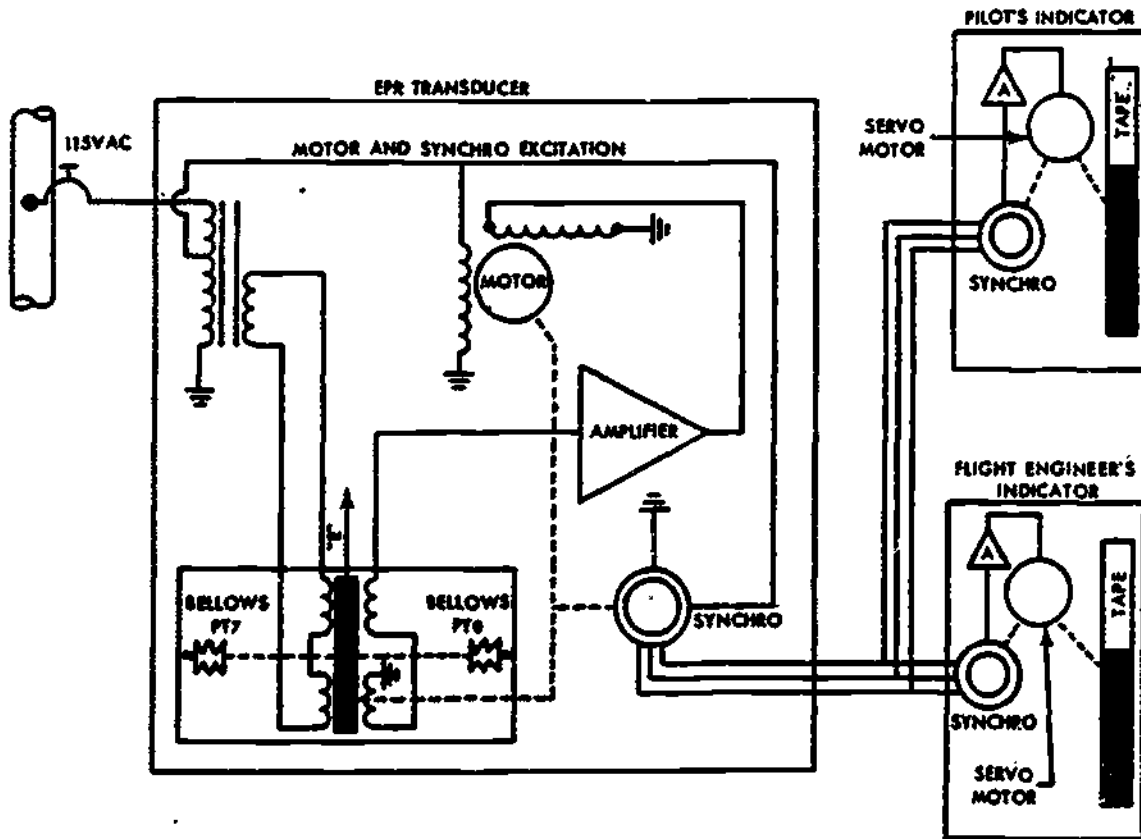 PILOT'S INDICATOR
A
TAPE
SERVO
MOTOR
SYNCHRO
EPR TRANSDUCER
115VAC
MOTOR AND SYNCHRO EXCITATION
MOTOR
AMPLIFIER
BELLOWS
PT7
BELLOWS
SYNCHRO
FLIGHT ENGINEER'S
INDICATOR
A
TAPE
SYNCHRO
SERVO
MOTOR